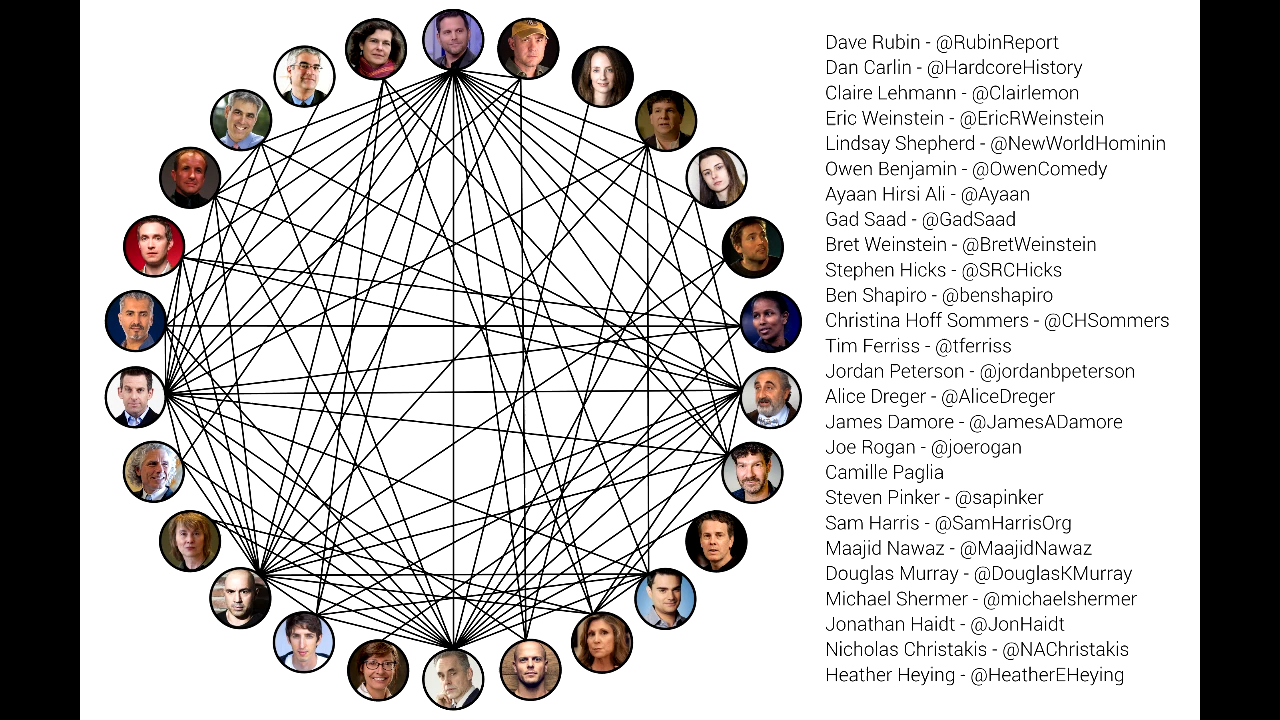 Dave Rubin - @RubinReport
Dan Carlin - @HardcoreHistory
Claire Lehmann - @Clairlemon
Eric Weinstein - @EricRWeinstein
Lindsay Shepherd - @NewWorldHominin
Owen Benjamin - @OwenComedy
Ayaan Hirsi Ali - @Ayaan
Gad Saad - @GadSaad
Bret Weinstein - @BretWeinstein
Stephen Hicks - @SRCHicks
Ben Shapiro - @benshapiro
Christina Hoff Sommers - @CHSommers
Tim Ferriss - @tferriss
Jordan Peterson - @jordanbpeterson
Alice Dreger - @AliceDreger
James Damore - @JamesADamore
Joe Rogan - @joerogan
Camille Paglia
Steven Pinker - @sapinker
Sam Harris - @SamHarrisOrg
Maajid Nawaz - @MaajidNawaz
Douglas Murray - @DouglasKMurray
Michael Shermer - @michaelshermer
Jonathan Haidt - @JonHaidt
Nicholas Christakis - @NAChristakis
Heather Heying - @HeatherEHeying